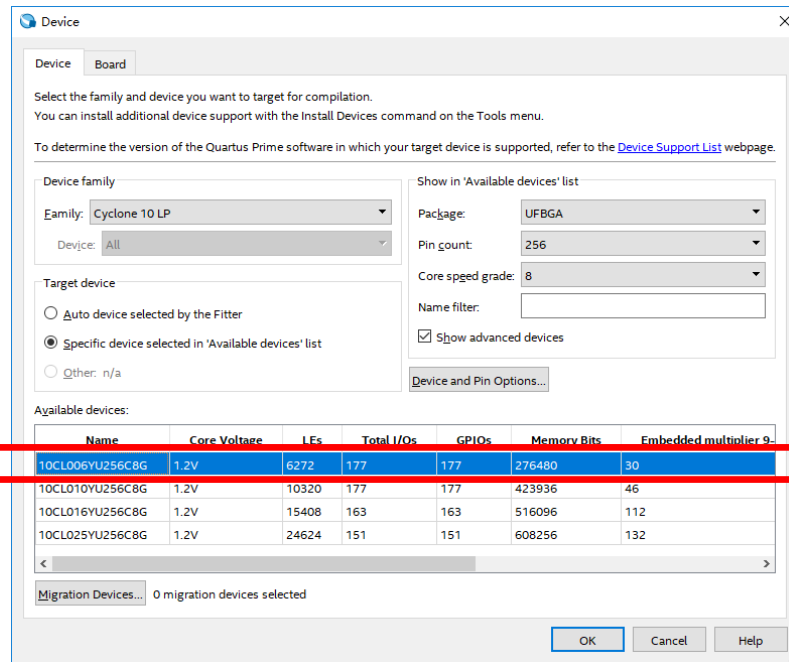 Device
Device Board
Select the family and device you want to target for compilation.
You can install additional device support with the Install Devices command on the Tools menu.
To determine the version of the Quartus Prime software in which your target device is supported, refer to the Device Support List webpage.
Device family
Family: Cyclone 10 LP
Device: All
Show in 'Available devices' list
Package: UFBGA
Pin count: 256
Core speed grade: 8
Name filter:
Show advanced devices
Target device
Auto device selected by the Fitter
Specific device selected in 'Available devices' list
Other: n/a
Device and Pin Options...
Available devices:
Name Core Voltage LEs Total I/Os GPIOs Memory Bits Embedded multiplier 9-
10CL006YU256C8G 1.2V 6272 177 177 276480 30
10CL010YU256C8G 1.2V 10320 177 177 423936 46
10CL016YU256C8G 1.2V 15408 163 163 516096 112
10CL025YU256C8G 1.2V 24624 151 151 608256 132
Migration Devices... 0 migration devices selected
OK Cancel Help